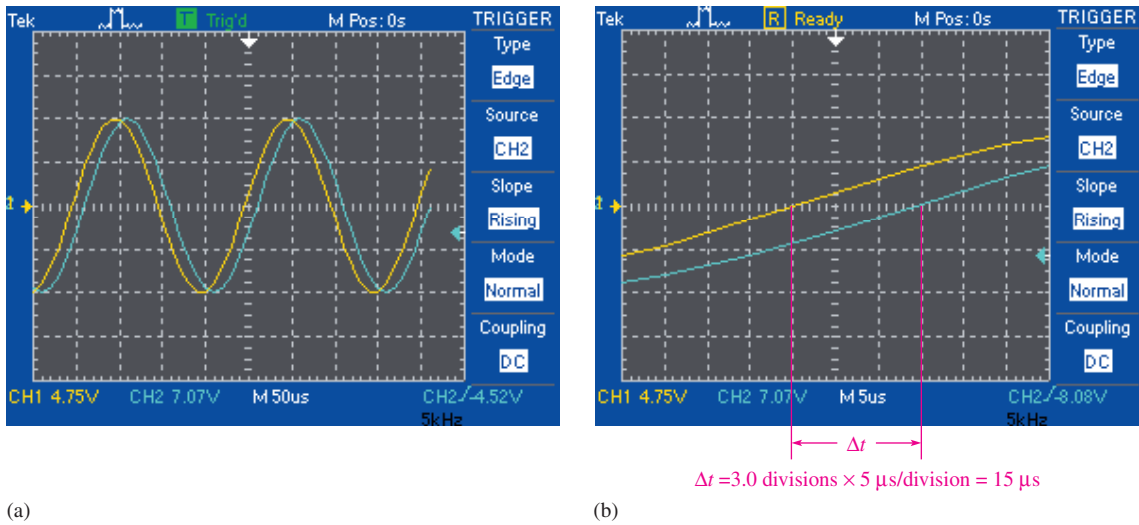 Tek T Trig'd M Pos: 0s TRIGGER
Type
Edge
Source
CH2
Slope
Rising
Mode
Normal
Coupling
DC
CH1 4.75V CH2 7.07V M 50us CH2/-4.52V
5kHz
(a)
Tek R Ready M Pos: 0s TRIGGER
Type
Edge
Source
CH2
Slope
Rising
Mode
Normal
Coupling
DC
CH1 4.75V CH2 7.07V M 5us CH2/-8.08V
5kHz
Δt
Δt =3.0 divisions × 5 μs/division = 15 μs
(b)